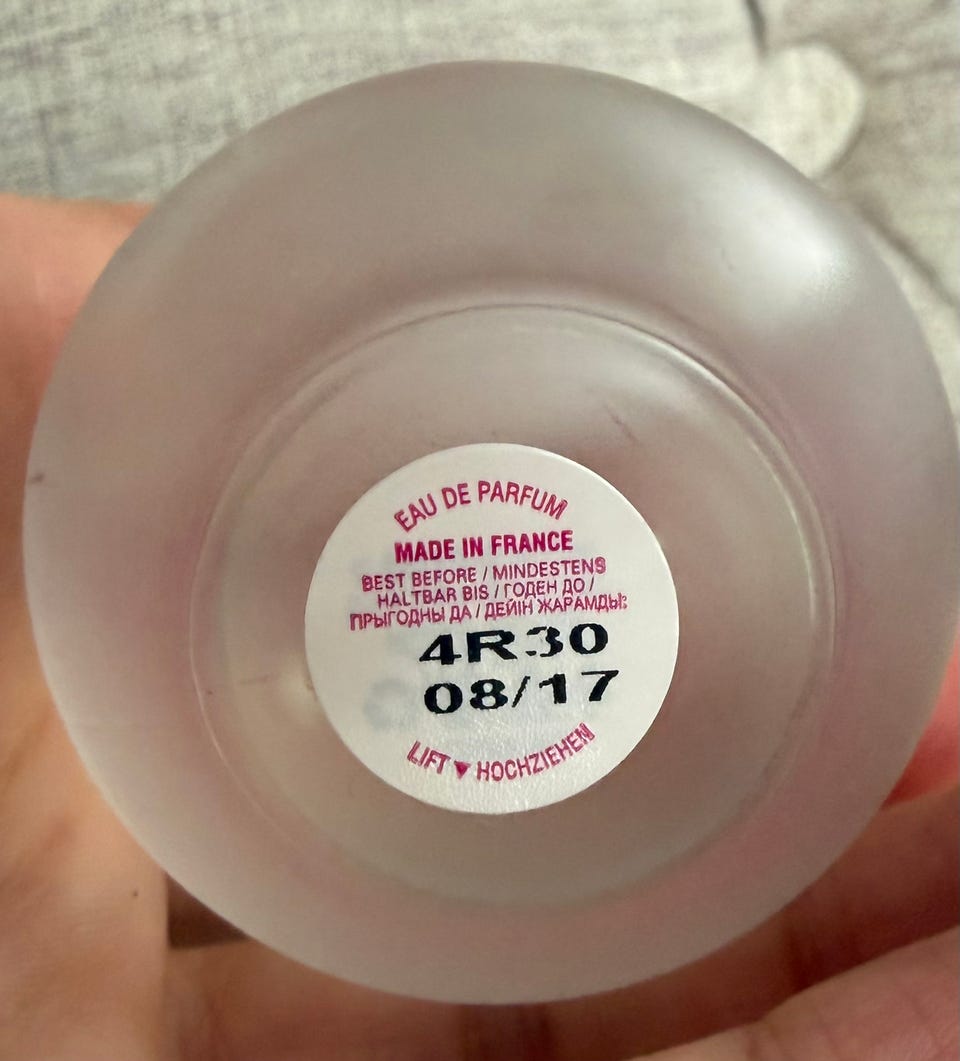 EAU DE PARFUM
MADE IN FRANCE
BEST BEFORE / MINDESTENS
HALTBAR BIS / ГОДЕН ДО /
ПРЫГОДНЫ ДА / ДЕЙІН ЖАРАМДЫ:
4R30
08/17
LIFT ▼ HOCHZIEHEN